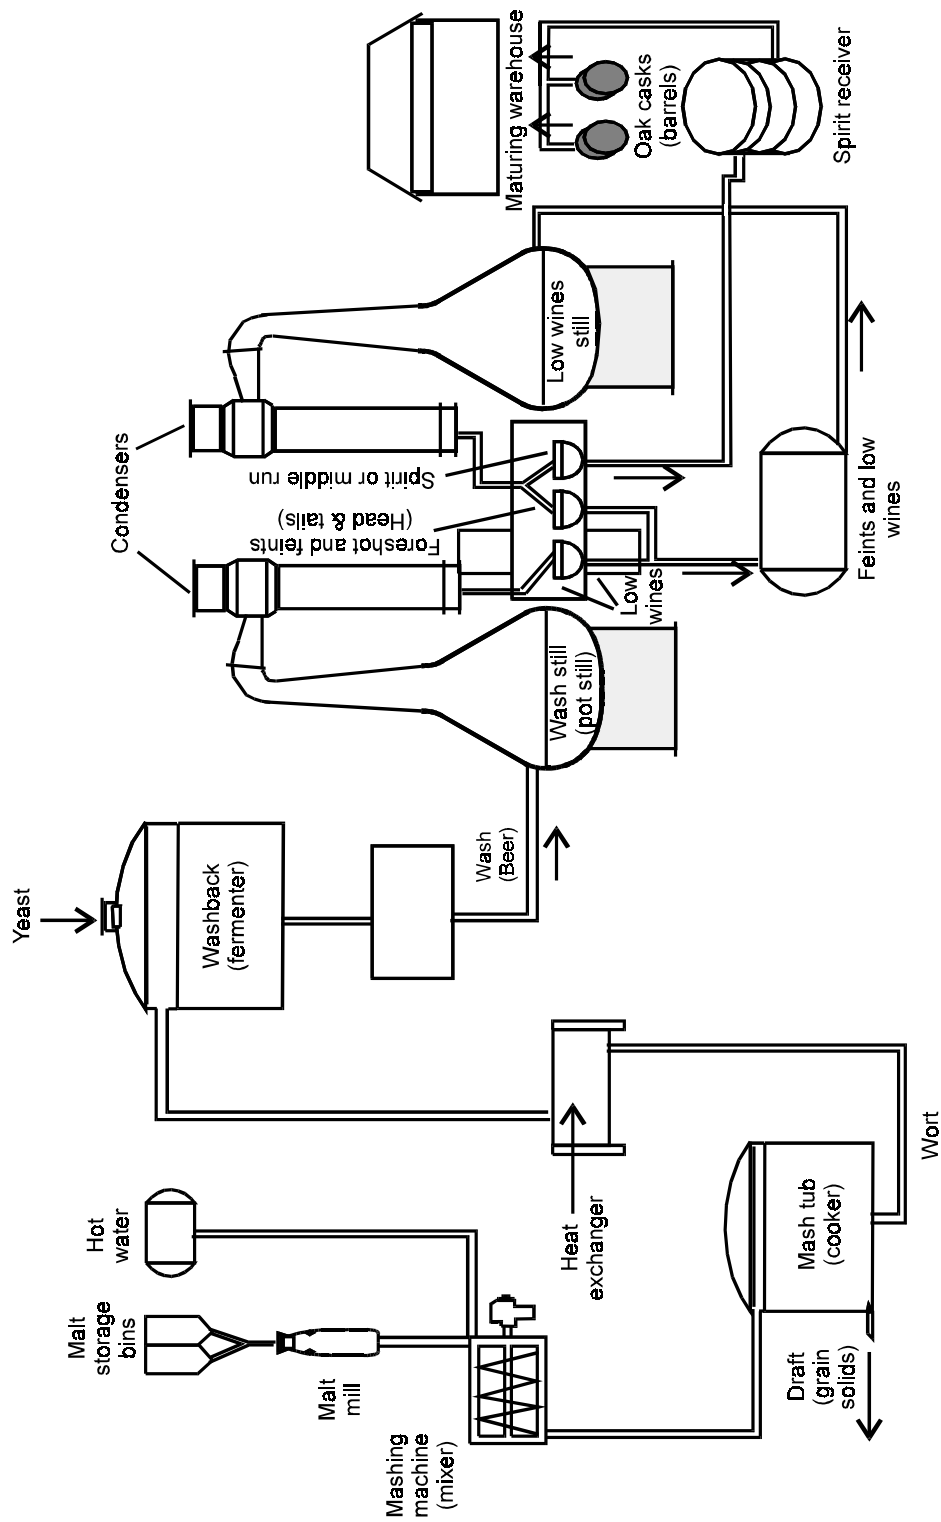 Malt
storage
bins
Hot
water
Malt
mill
Mashing
machine
(mixer)
Mash tub
(cooker)
Draft
(grain
solids)
Wort
Heat
exchanger
Yeast
Washback
(fermenter)
Wash
(Beer)
Wash still
(pot still)
Condensers
Foreshot and feints
(Head & tails)
Spirit or middle
run
Low
wines
Low wines
still
Feints and low
wines
Spirit receiver
Oak casks
(barrels)
Maturing warehouse